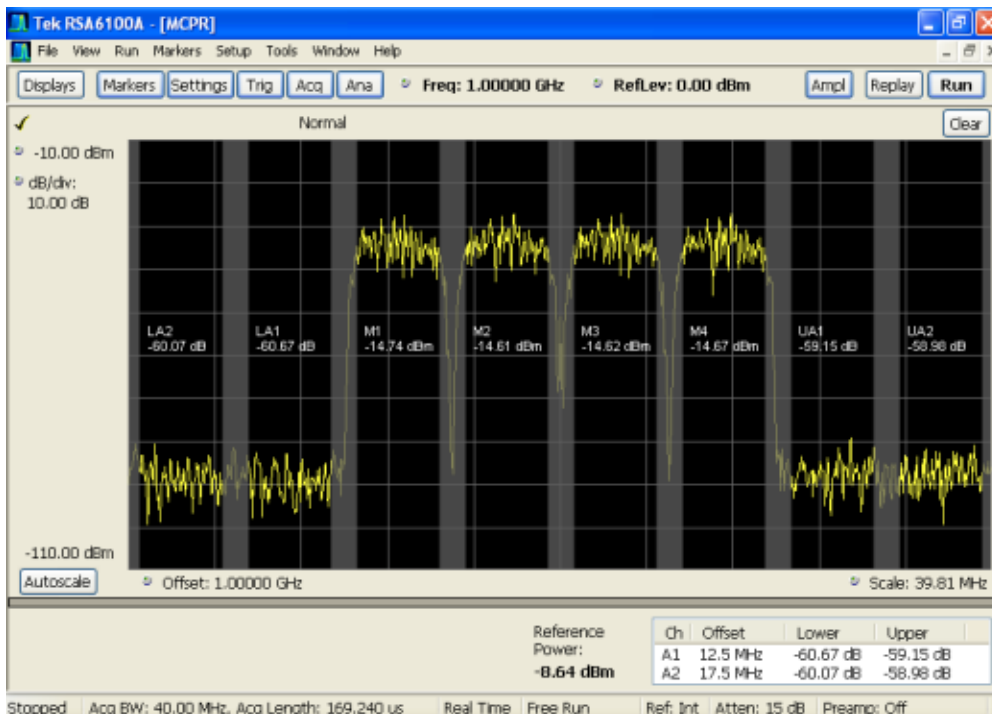 Tek RSA6100A - [MCPR]
File View Run Markers Setup Tools Window Help
Displays Markers Settings Trig Acq Ana Freq: 1.00000 GHz RefLev: 0.00 dBm Ampl Replay Run
Normal Clear
-10.00 dBm
dB/div:
10.00 dB
LA2 LA1 M1 M2 M3 M4 UA1 UA2
-60.07 dB -60.67 dB -14.74 dBm -14.61 dBm -14.62 dBm -14.67 dBm -59.15 dB -58.98 dB
-110.00 dBm
Autoscale Offset: 1.00000 GHz Scale: 39.81 MHz
Reference
Power:
-8.64 dBm
Ch Offset Lower Upper
A1 12.5 MHz -60.67 dB -59.15 dB
A2 17.5 MHz -60.07 dB -58.98 dB
Stopped Acq BW: 40.00 MHz, Acq Length: 169.240 us Real Time Free Run Ref: Int Atten: 15 dB Preamp: Off